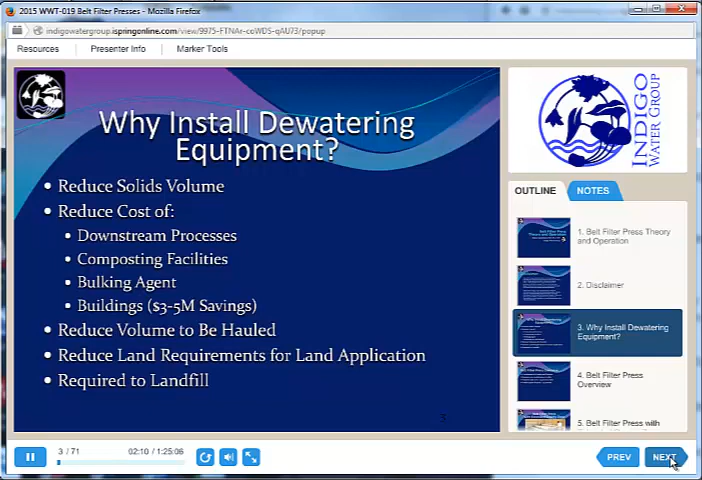 2015 WWT-019 Belt Filter Presses - Mozilla Firefox
indigowatergroup.ispringonline.com/view/9975-FTNAr-coWDS-qAU73/popup
Resources Presenter Info Marker Tools
Why Install Dewatering
Equipment?
• Reduce Solids Volume
• Reduce Cost of:
• Downstream Processes
• Composting Facilities
• Bulking Agent
• Buildings ($3-5M Savings)
• Reduce Volume to Be Hauled
• Reduce Land Requirements for Land Application
• Required to Landfill
3
INDIGO
WATER GROUP
OUTLINE NOTES
1. Belt Filter Press Theory
and Operation
2. Disclaimer
3. Why Install Dewatering
Equipment?
4. Belt Filter Press
Overview
5. Belt Filter Press with
3 / 71 02:10 / 1:25:06
PREV NEXT